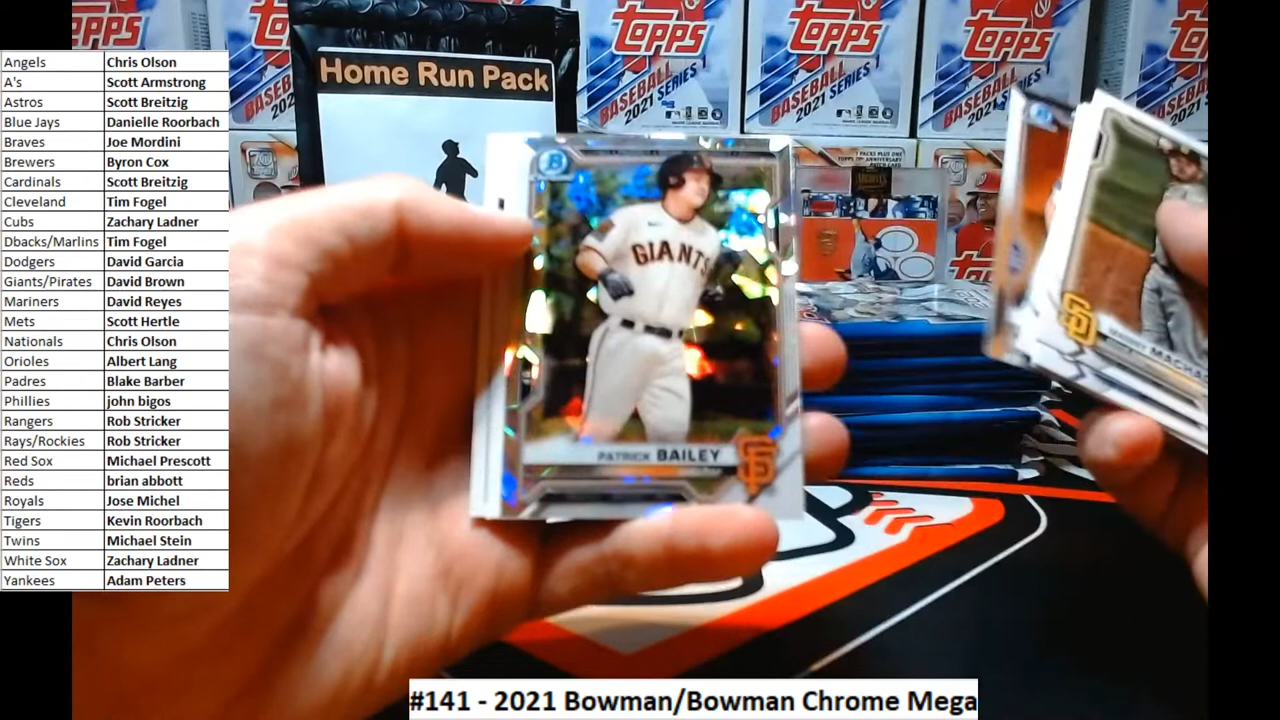 Angels Chris Olson
A's Scott Armstrong
Astros Scott Breitzig
Blue Jays Danielle Roorbach
Braves Joe Mordini
Brewers Byron Cox
Cardinals Scott Breitzig
Cleveland Tim Fogel
Cubs Zachary Ladner
Dbacks/Marlins Tim Fogel
Dodgers David Garcia
Giants/Pirates David Brown
Mariners David Reyes
Mets Scott Hertle
Nationals Chris Olson
Orioles Albert Lang
Padres Blake Barber
Phillies john bigos
Rangers Rob Stricker
Rays/Rockies Rob Stricker
Red Sox Michael Prescott
Reds brian abbott
Royals Jose Michel
Tigers Kevin Roorbach
Twins Michael Stein
White Sox Zachary Ladner
Yankees Adam Peters
Home Run Pack
Topps
BASEBALL
2021 SERIES 1
Topps
BASEBALL
2021 SERIES 1
Topps
BASEBALL
2021 SERIES 1
B
GIANTS
PATRICK BAILEY
SF
SD
#141 - 2021 Bowman/Bowman Chrome Mega